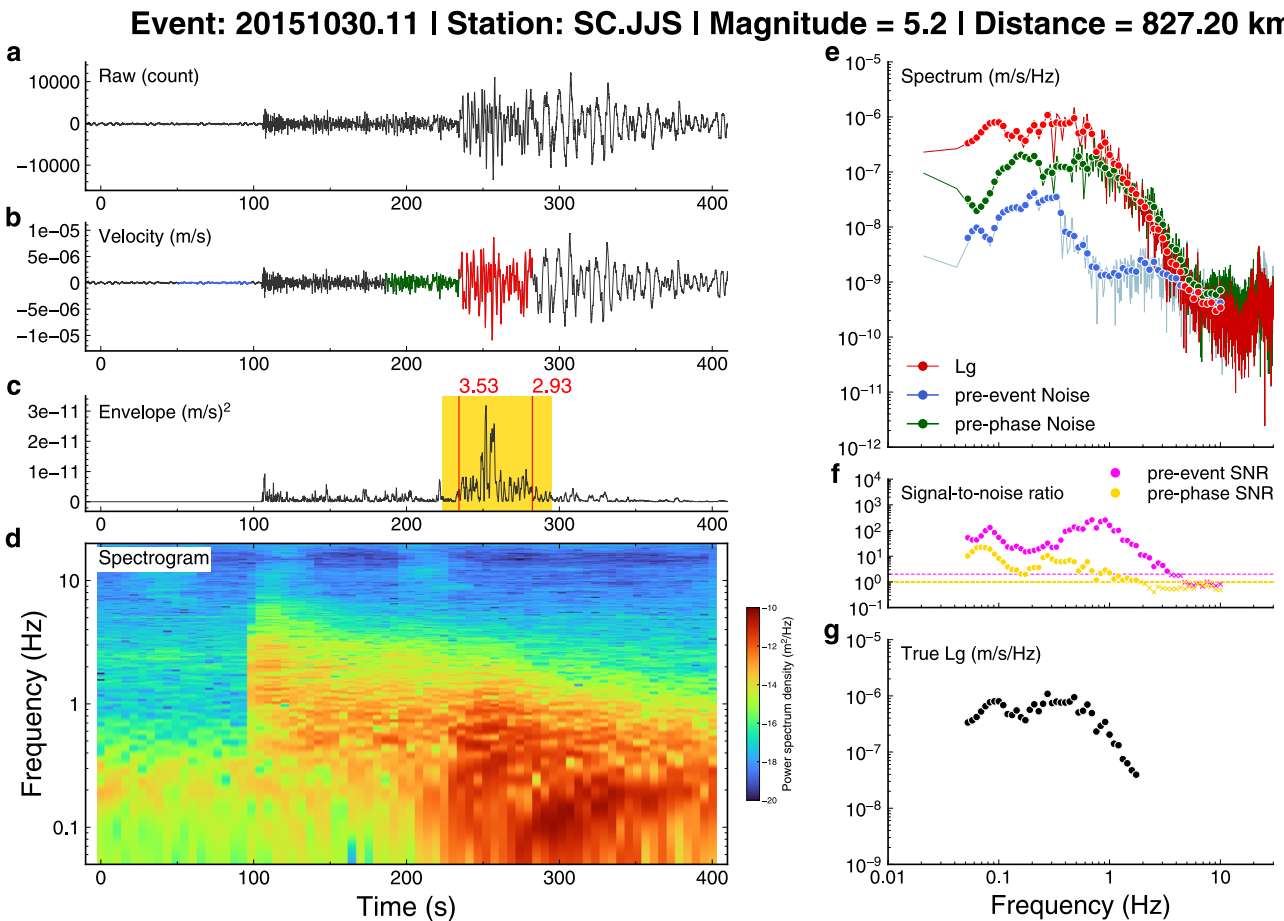 Event: 20151030.11 | Station: SC.JJS | Magnitude = 5.2 | Distance = 827.20 km
a
Raw (count)
10000
0
−10000
0 100 200 300 400
b
Velocity (m/s)
1e−05
5e−06
0
−5e−06
−1e−05
0 100 200 300 400
c
3.53 2.93
Envelope (m/s)²
3e−11
2e−11
1e−11
0
0 100 200 300 400
d
Spectrogram
10
1
0.1
Frequency (Hz)
0 100 200 300 400
Time (s)
−10
−12
−14
−16
−18
−20
Power spectrum density (m²/Hz)
e
Spectrum (m/s/Hz)
10⁻⁵
10⁻⁶
10⁻⁷
10⁻⁸
10⁻⁹
10⁻¹⁰
10⁻¹¹
10⁻¹²
Lg
pre-event Noise
pre-phase Noise
f
Signal-to-noise ratio
pre-event SNR
pre-phase SNR
10⁴
10³
10²
10¹
10⁰
10⁻¹
g
True Lg (m/s/Hz)
10⁻⁵
10⁻⁶
10⁻⁷
10⁻⁸
10⁻⁹
0.01 0.1 1 10
Frequency (Hz)